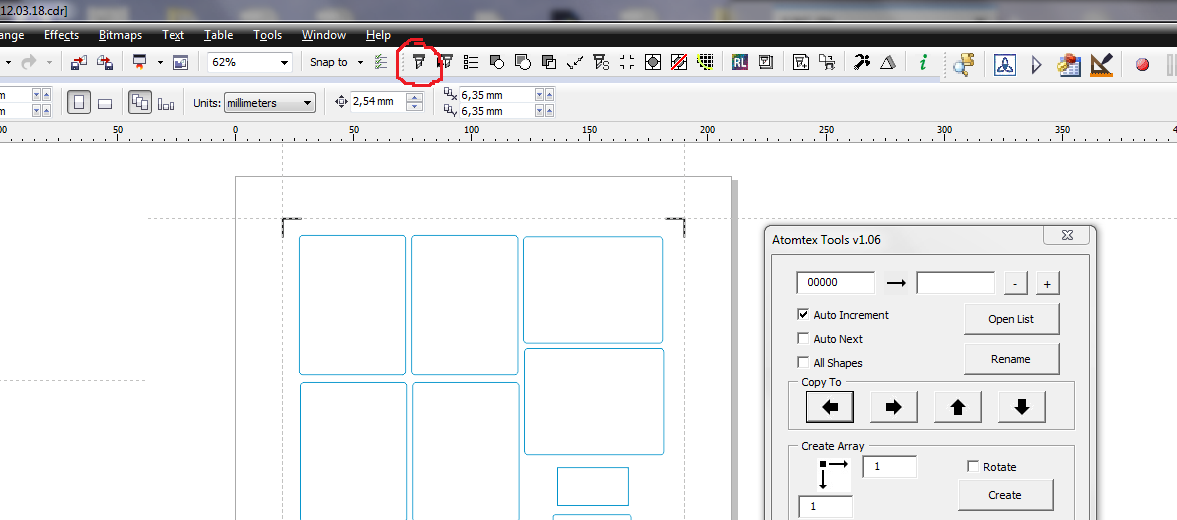 12.03.18.cdr]
ange Effects Bitmaps Text Table Tools Window Help
62% Snap to RL i
m Units: millimeters 2,54 mm x 6,35 mm
m y 6,35 mm
00 50 0 50 100 150 200 250 300 350 4
Atomtex Tools v1.06
00000 - +
Auto Increment Open List
Auto Next
All Shapes Rename
Copy To
Create Array
1 Rotate
1 Create